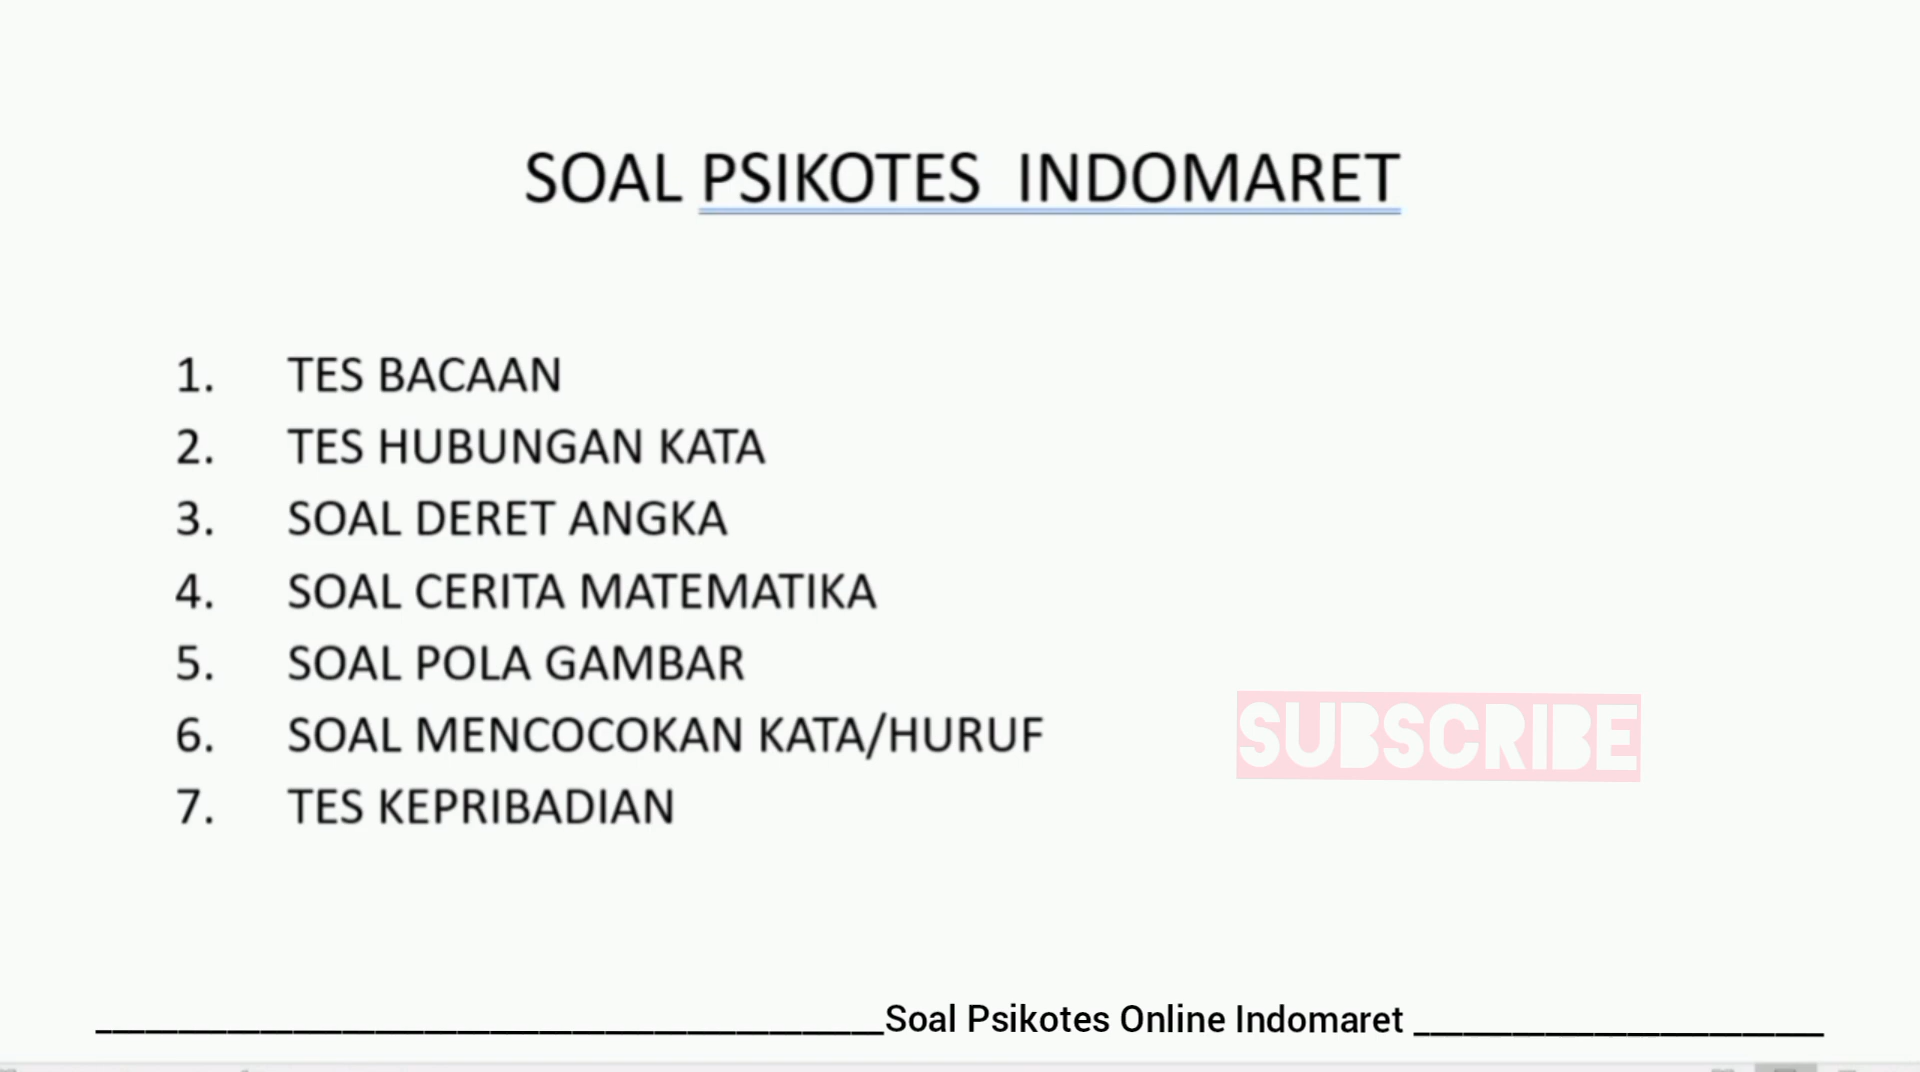 SOAL PSIKOTES  INDOMARET
1. TES BACAAN
2. TES HUBUNGAN KATA
3. SOAL DERET ANGKA
4. SOAL CERITA MATEMATIKA
5. SOAL POLA GAMBAR
6. SOAL MENCOCOKAN KATA/HURUF
SUBSCRIBE
7. TES KEPRIBADIAN
Soal Psikotes Online Indomaret